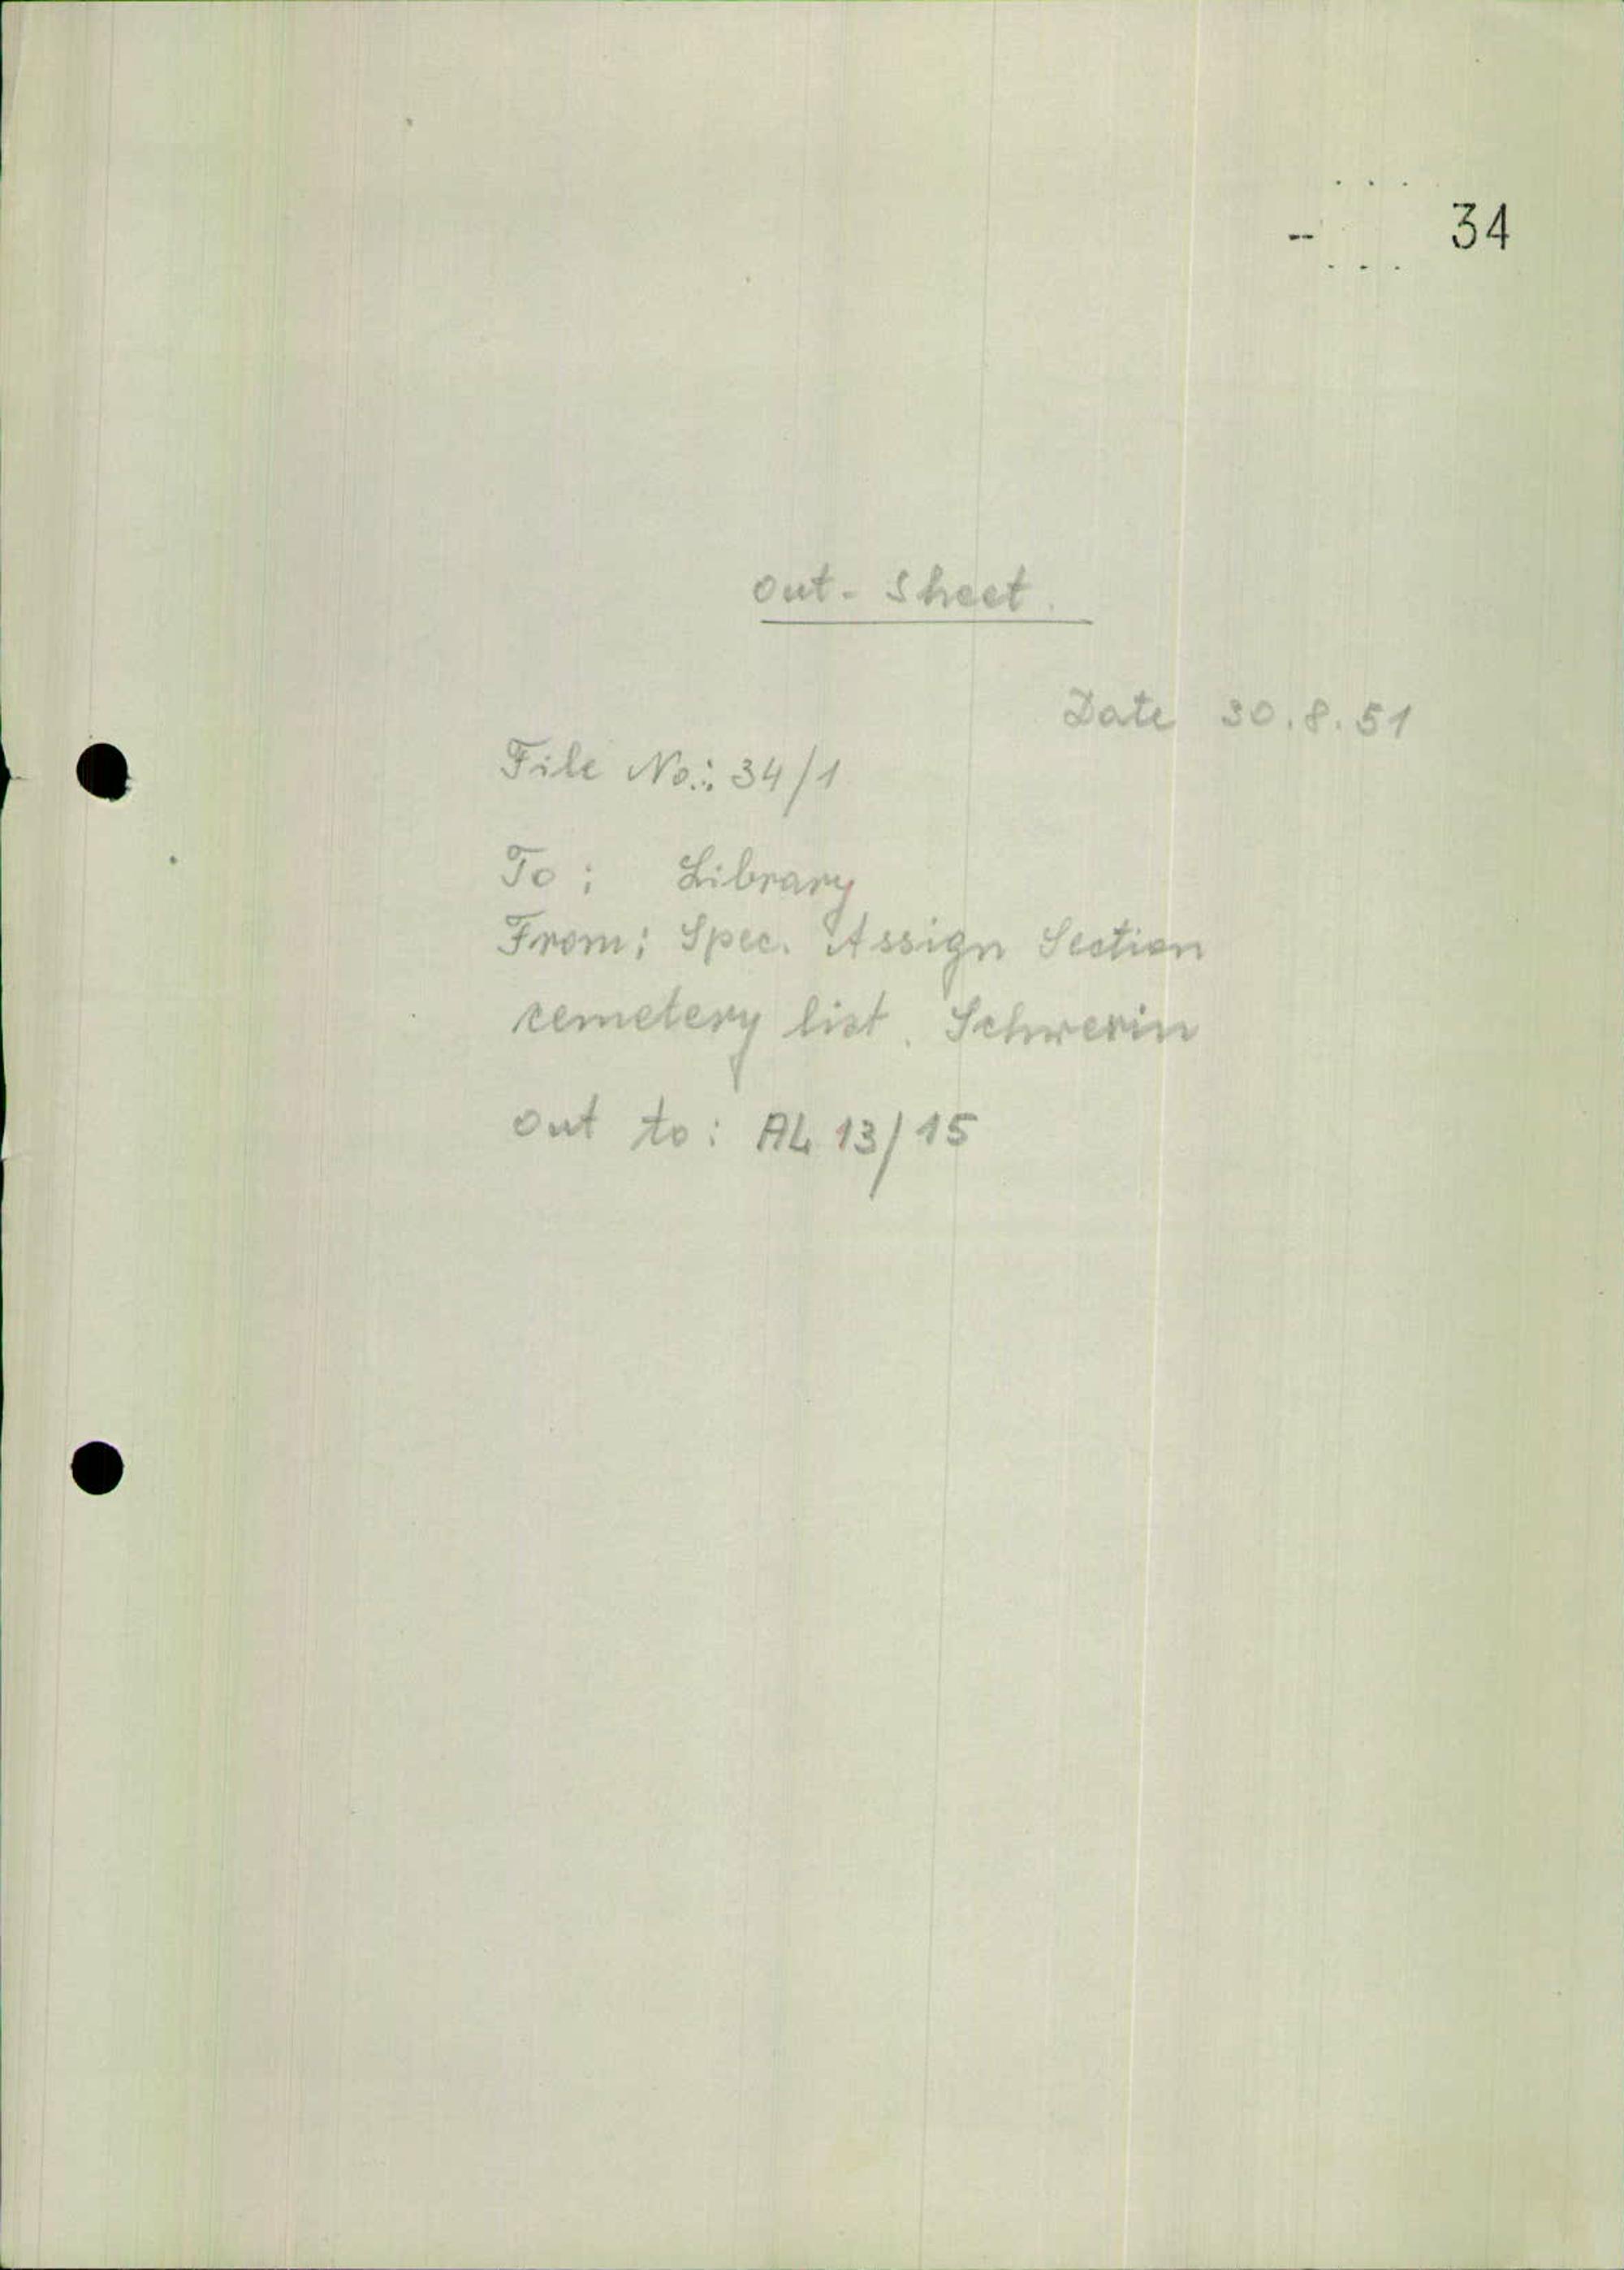 34
Out - Sheet.
Date 30.8.51
File No.: 34/1
To: Library
From: Spec. Assign Section
cemetery list. Schwerin
Out to: AL 13/15